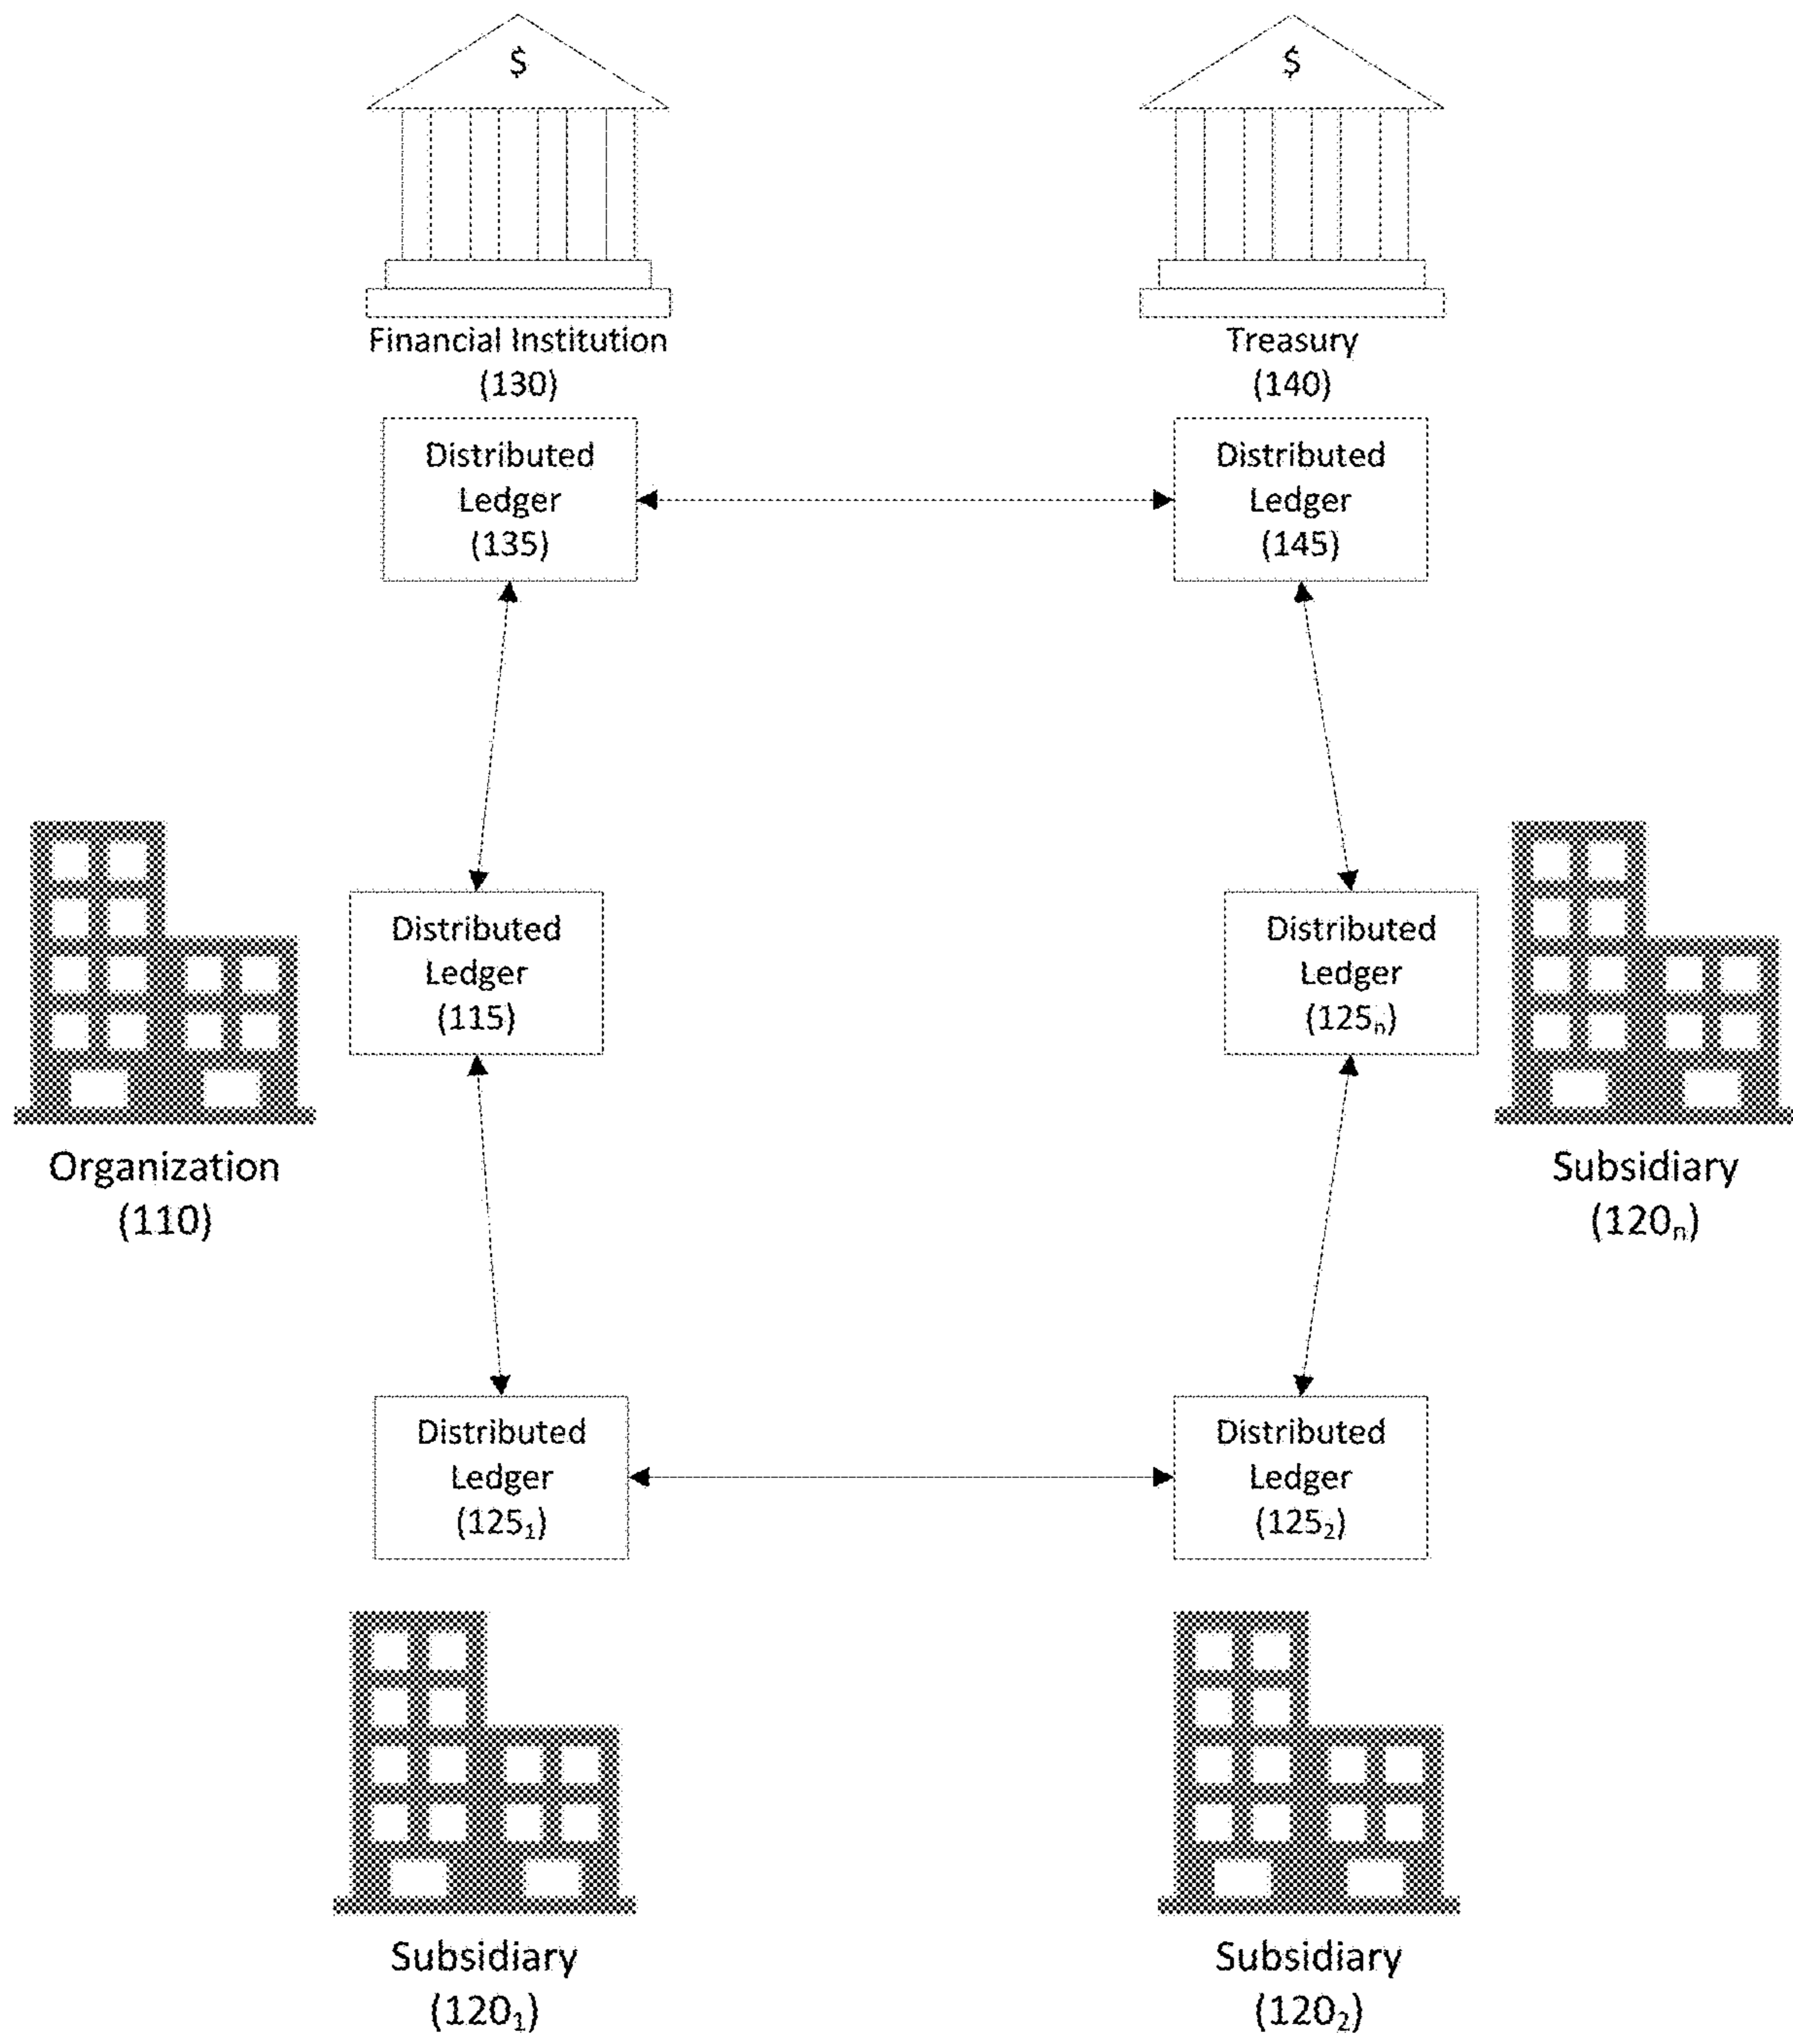 $
$
Financial Institution
(130)
Treasury
(140)
Distributed
Ledger
(135)
Distributed
Ledger
(145)
Distributed
Ledger
(115)
Distributed
Ledger
(125ₙ)
Organization
(110)
Subsidiary
(120ₙ)
Distributed
Ledger
(125₁)
Distributed
Ledger
(125₂)
Subsidiary
(120₁)
Subsidiary
(120₂)